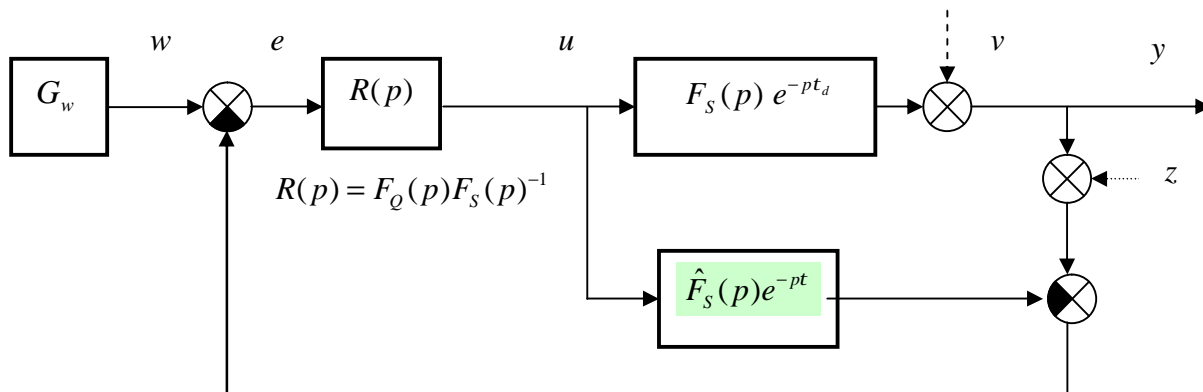 w e u v y
G_w R(p) F_S(p) e^{-pt_d}
R(p) = F_Q(p)F_S(p)^{-1} z
\hat{F}_S(p)e^{-pt}